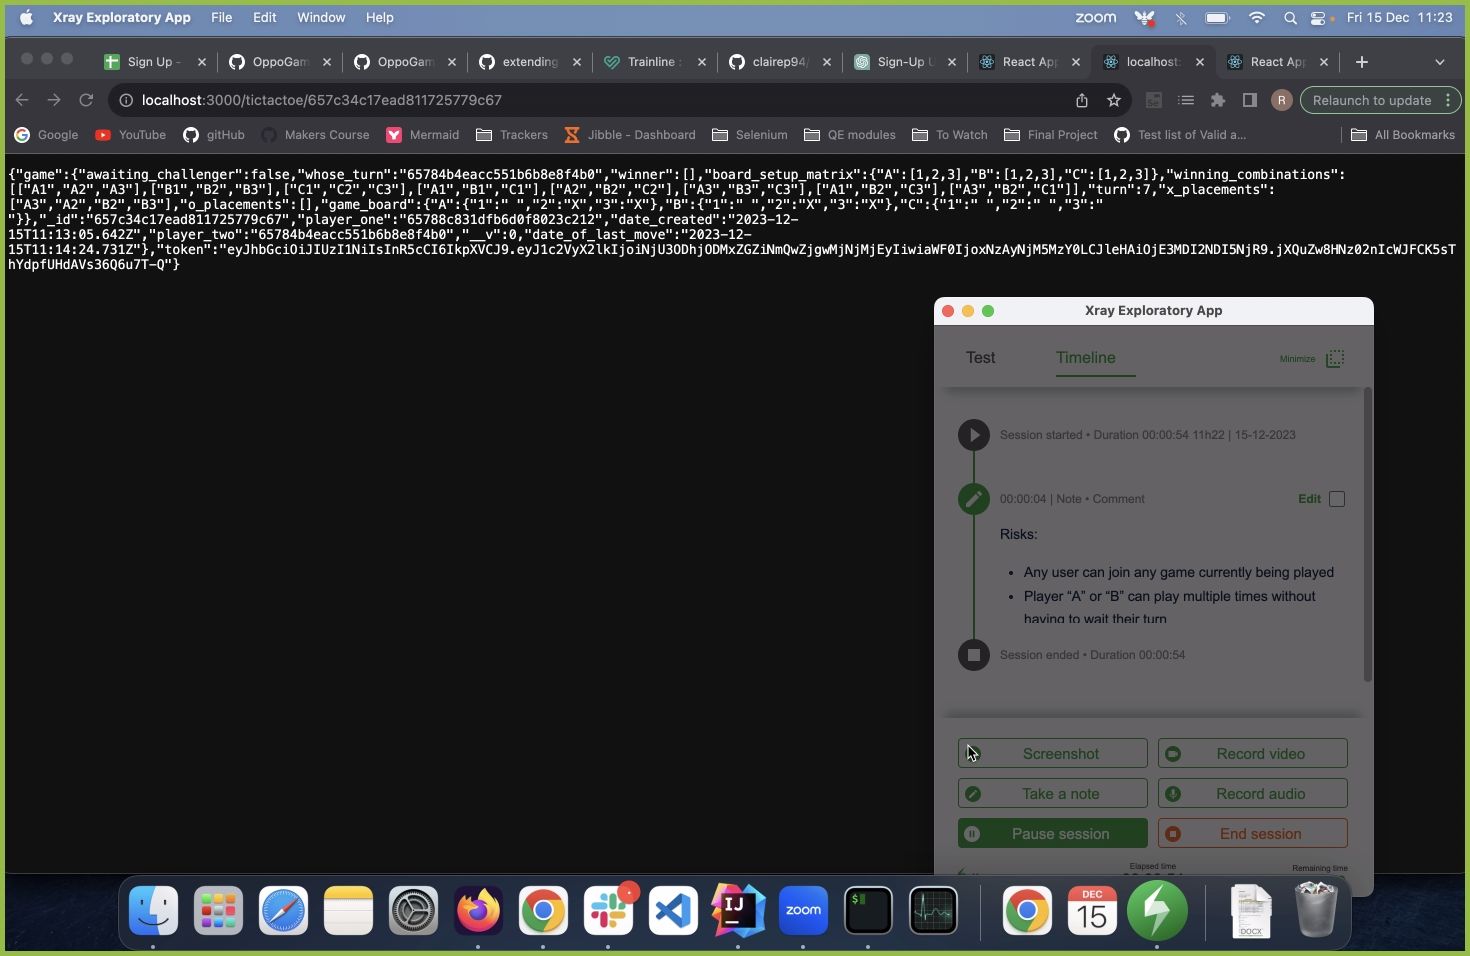 Xray Exploratory App File Edit Window Help zoom Fri 15 Dec 11:23
Sign Up - OppoGam OppoGam extending Trainline : clairep94/ Sign-Up U React App localhost: React App
localhost:3000/tictactoe/657c34c17ead811725779c67 R Relaunch to update
Google YouTube gitHub Makers Course Mermaid Trackers Jibble - Dashboard Selenium QE modules To Watch Final Project Test list of Valid a... All Bookmarks
{"game":{"awaiting_challenger":false,"whose_turn":"65784b4eacc551b6b8e8f4b0","winner":[],"board_setup_matrix":{"A":[1,2,3],"B":[1,2,3],"C":[1,2,3]},"winning_combinations":
[["A1","A2","A3"],["B1","B2","B3"],["C1","C2","C3"],["A1","B1","C1"],["A2","B2","C2"],["A3","B3","C3"],["A1","B2","C3"],["A3","B2","C1"]],"turn":7,"x_placements":
["A3","A2","B2","B3"],"o_placements":[],"game_board":{"A":{"1":" ","2":"X","3":"X"},"B":{"1":" ","2":"X","3":"X"},"C":{"1":" ","2":" ","3":"
"}},"_id":"657c34c17ead811725779c67","player_one":"65788c831dfb6d0f8023c212","date_created":"2023-12-
15T11:13:05.642Z","player_two":"65784b4eacc551b6b8e8f4b0","__v":0,"date_of_last_move":"2023-12-
15T11:14:24.731Z"},"token":"eyJhbGciOiJIUzI1NiIsInR5cCI6IkpXVCJ9.eyJ1c2VyX2lkIjoiNjU3ODhjODMxZGZiNmQwZjgwMjNjMjEyIiwiaWF0IjoxNzAyNjM5MzY0LCJleHAiOjE3MDI2NDI5NjR9.jXQuZw8HNz02nIcWJFCK5sT
hYdpfUHdAVs36Q6u7T-Q"}
Xray Exploratory App
Test Timeline Minimize
Session started • Duration 00:00:54 11h22 | 15-12-2023
00:00:04 | Note • Comment Edit
Risks:
• Any user can join any game currently being played
• Player “A” or “B” can play multiple times without
having to wait their turn
Session ended • Duration 00:00:54
Screenshot Record video
Take a note Record audio
Pause session End session
Elapsed time Remaining time
IJ zoom $ DEC 15 DOCX